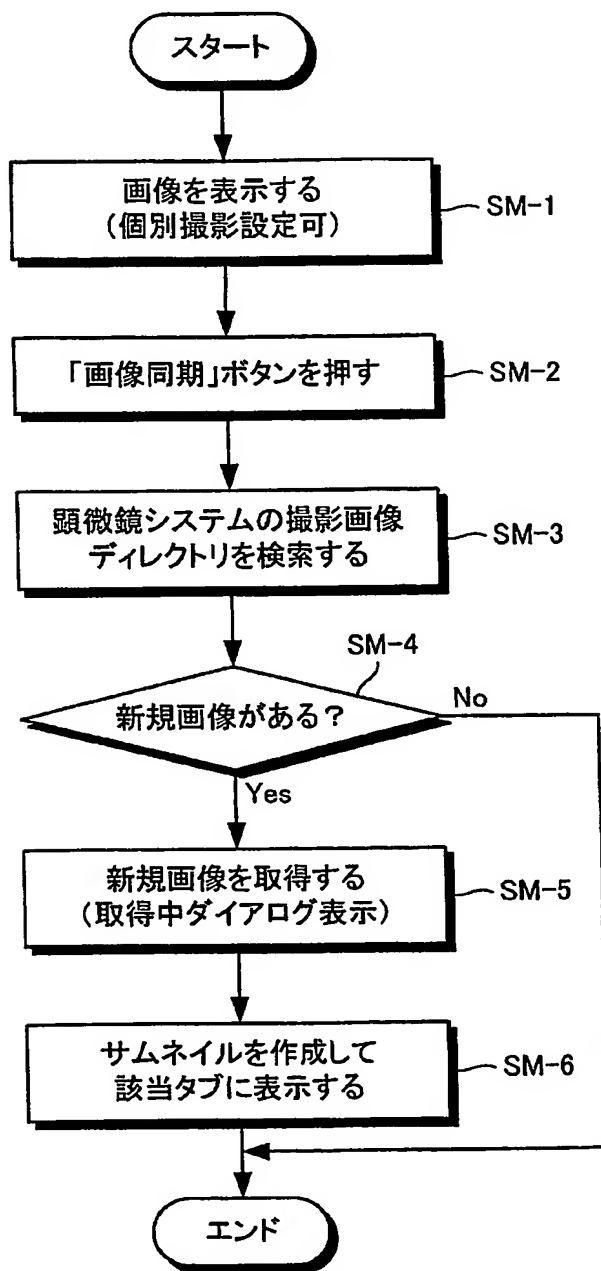 スタート
画像を表示する
(個別撮影設定可)
SM-1
「画像同期」ボタンを押す
SM-2
顕微鏡システムの撮影画像
ディレクトリを検索する
SM-3
SM-4
新規画像がある?
No
Yes
新規画像を取得する
(取得中ダイアログ表示)
SM-5
サムネイルを作成して
該当タブに表示する
SM-6
エンド